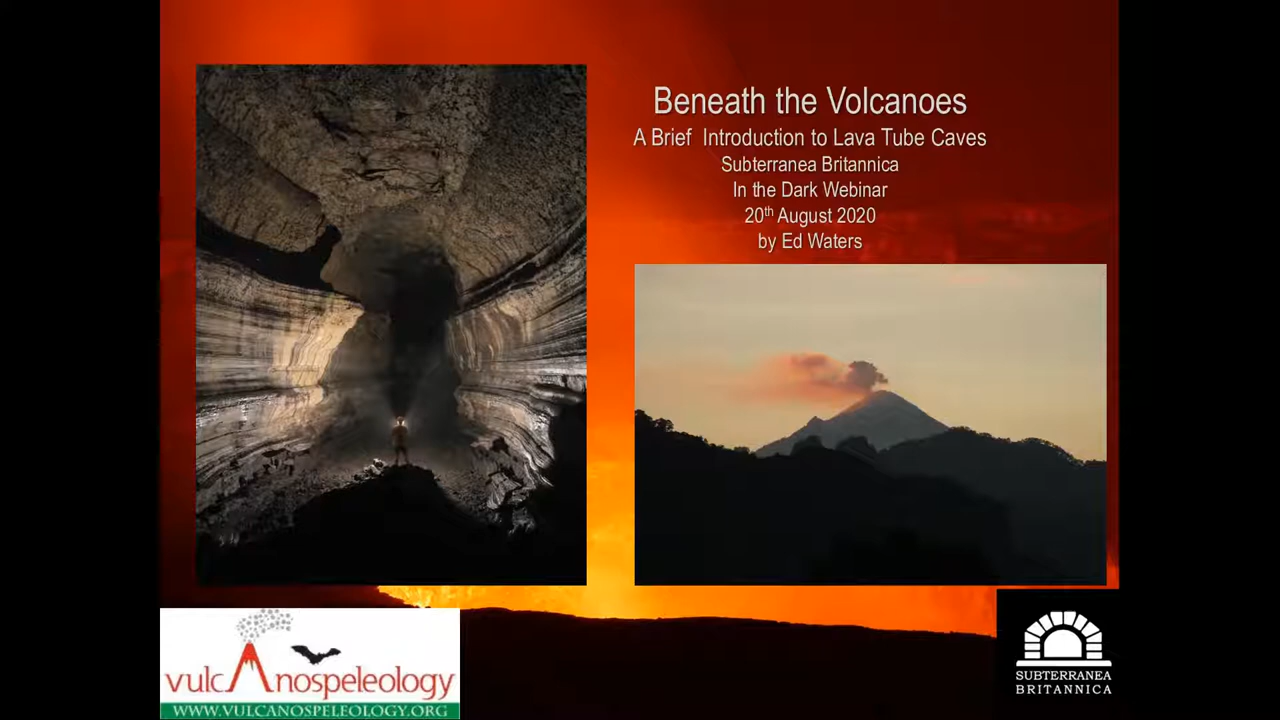 Beneath the Volcanoes
A Brief Introduction to Lava Tube Caves
Subterranea Britannica
In the Dark Webinar
20th August 2020
by Ed Waters
vulcAnospeleology
WWW.VULCANOSPELEOLOGY.ORG
SUBTERRANEA
BRITANNICA